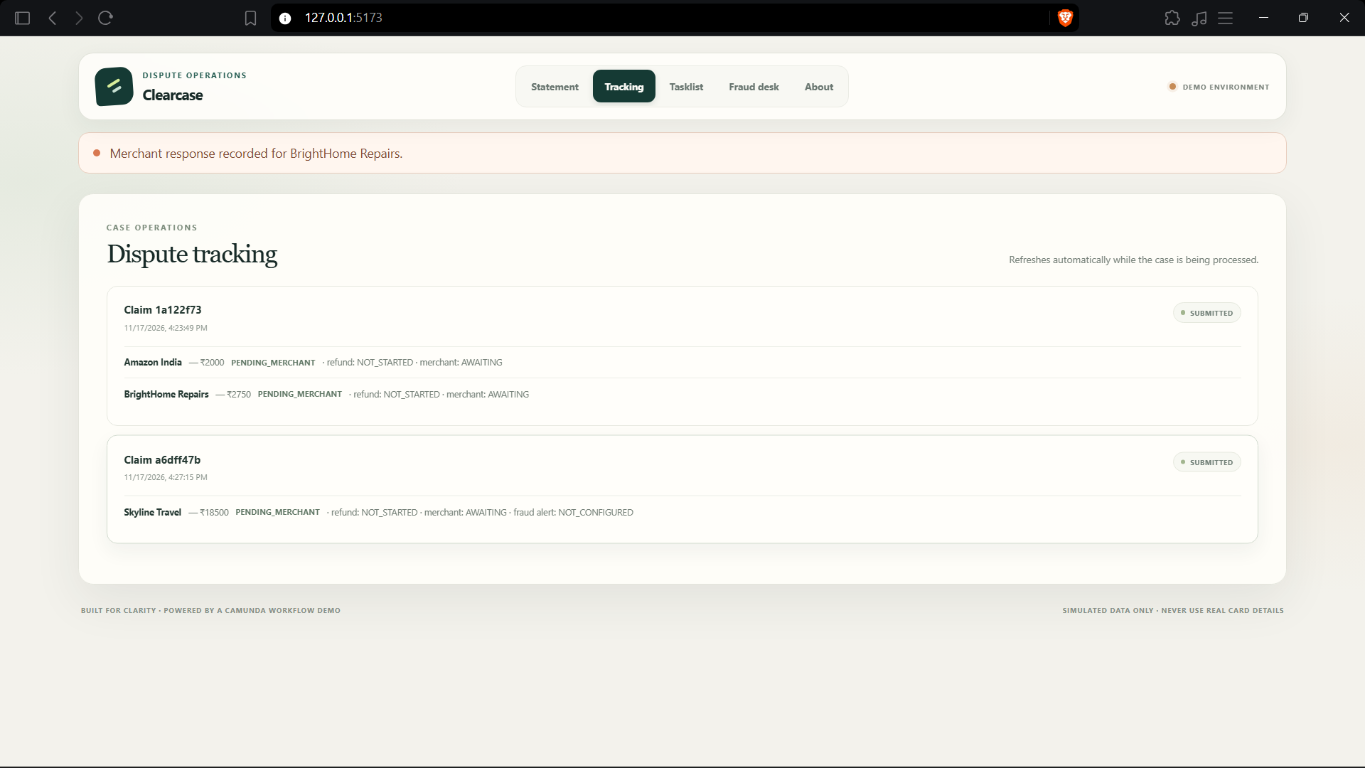 127.0.0.1:5173
DISPUTE OPERATIONS
Clearcase
Statement
Tracking
Tasklist
Fraud desk
About
DEMO ENVIRONMENT
Merchant response recorded for BrightHome Repairs.
CASE OPERATIONS
Dispute tracking
Refreshes automatically while the case is being processed.
Claim 1a122f73
SUBMITTED
11/17/2026, 4:23:49 PM
Amazon India — ₹2000 PENDING_MERCHANT · refund: NOT_STARTED · merchant: AWAITING
BrightHome Repairs — ₹2750 PENDING_MERCHANT · refund: NOT_STARTED · merchant: AWAITING
Claim a6dff47b
SUBMITTED
11/17/2026, 4:27:15 PM
Skyline Travel — ₹18500 PENDING_MERCHANT · refund: NOT_STARTED · merchant: AWAITING · fraud alert: NOT_CONFIGURED
BUILT FOR CLARITY · POWERED BY A CAMUNDA WORKFLOW DEMO
SIMULATED DATA ONLY · NEVER USE REAL CARD DETAILS